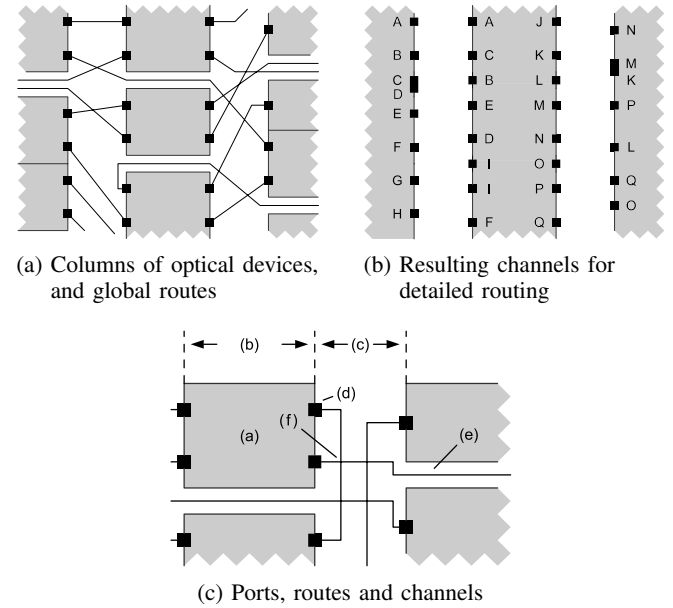 A
B
C
D
E
F
G
H
A
C
B
E
D
I
I
F
J
K
L
M
N
O
P
Q
N
M
K
P
L
Q
O
(a) Columns of optical devices,
and global routes
(b) Resulting channels for
detailed routing
(b)
(c)
(d)
(a)
(f)
(e)
(c) Ports, routes and channels